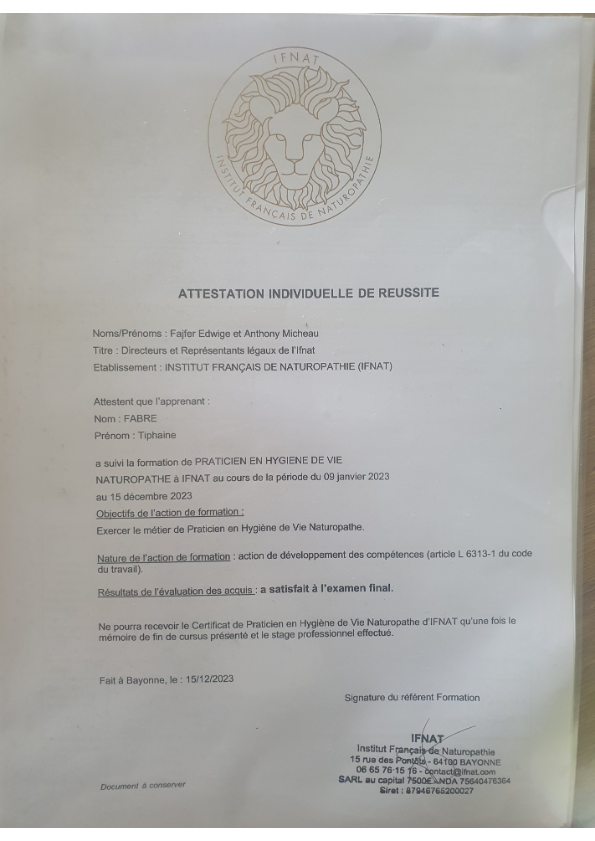 IFNAT
INSTITUT FRANÇAIS DE NATUROPATHIE
ATTESTATION INDIVIDUELLE DE REUSSITE
Noms/Prénoms : Fajfer Edwige et Anthony Micheau
Titre : Directeurs et Représentants légaux de l'Ifnat
Etablissement : INSTITUT FRANÇAIS DE NATUROPATHIE (IFNAT)
Attestent que l'apprenant :
Nom : FABRE
Prénom : Tiphaine
a suivi la formation de PRATICIEN EN HYGIENE DE VIE
NATUROPATHE à IFNAT au cours de la période du 09 janvier 2023
au 15 décembre 2023
Objectifs de l'action de formation :
Exercer le métier de Praticien en Hygiène de Vie Naturopathe.
Nature de l'action de formation : action de développement des compétences (article L 6313-1 du code
du travail).
Résultats de l'évaluation des acquis : a satisfait à l'examen final.
Ne pourra recevoir le Certificat de Praticien en Hygiène de Vie Naturopathe d'IFNAT qu'une fois le
mémoire de fin de cursus présenté et le stage professionnel effectué.
Fait à Bayonne, le : 15/12/2023
Signature du référent Formation
IFNAT
Institut Français de Naturopathie
15 rue des Pontôts - 64100 BAYONNE
06 65 76 15 16 - contact@ifnat.com
SARL au capital 7500€ ANDA 75640476364
Siret : 87946765200027
Document à conserver